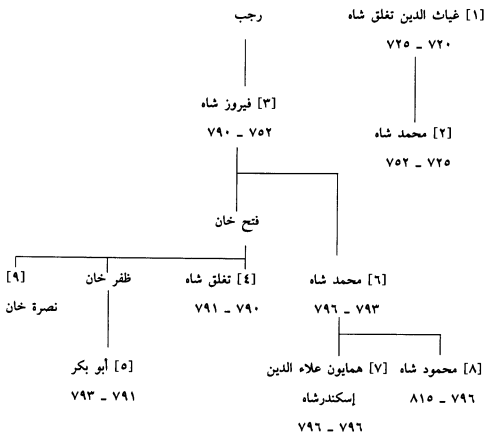 [١] غياث الدين تغلق شاه
٧٢٠ - ٧٢٥
رجب
[٢] محمد شاه
٧٢٥ - ٧٥٢
[٣] فيروز شاه
٧٥٢ - ٧٩٠
فتح خان
[٦] محمد شاه
٧٩٣ - ٧٩٦
[٤] تغلق شاه
٧٩٠ - ٧٩١
ظفر خان
[٩]
نصرة خان
[٨] محمود شاه
٧٩٦ - ٨١٥
[٧] همايون علاء الدين
إسكندرشاه
٧٩٦ - ٧٩٦
[٥] أبو بكر
٧٩١ - ٧٩٣